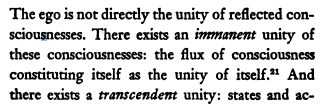 The ego is not directly the unity of reflected con-
sciousnesses. There exists an immanent unity of
these consciousnesses: the flux of consciousness
constituting itself as the unity of itself.²¹ And
there exists a transcendent unity: states and ac-